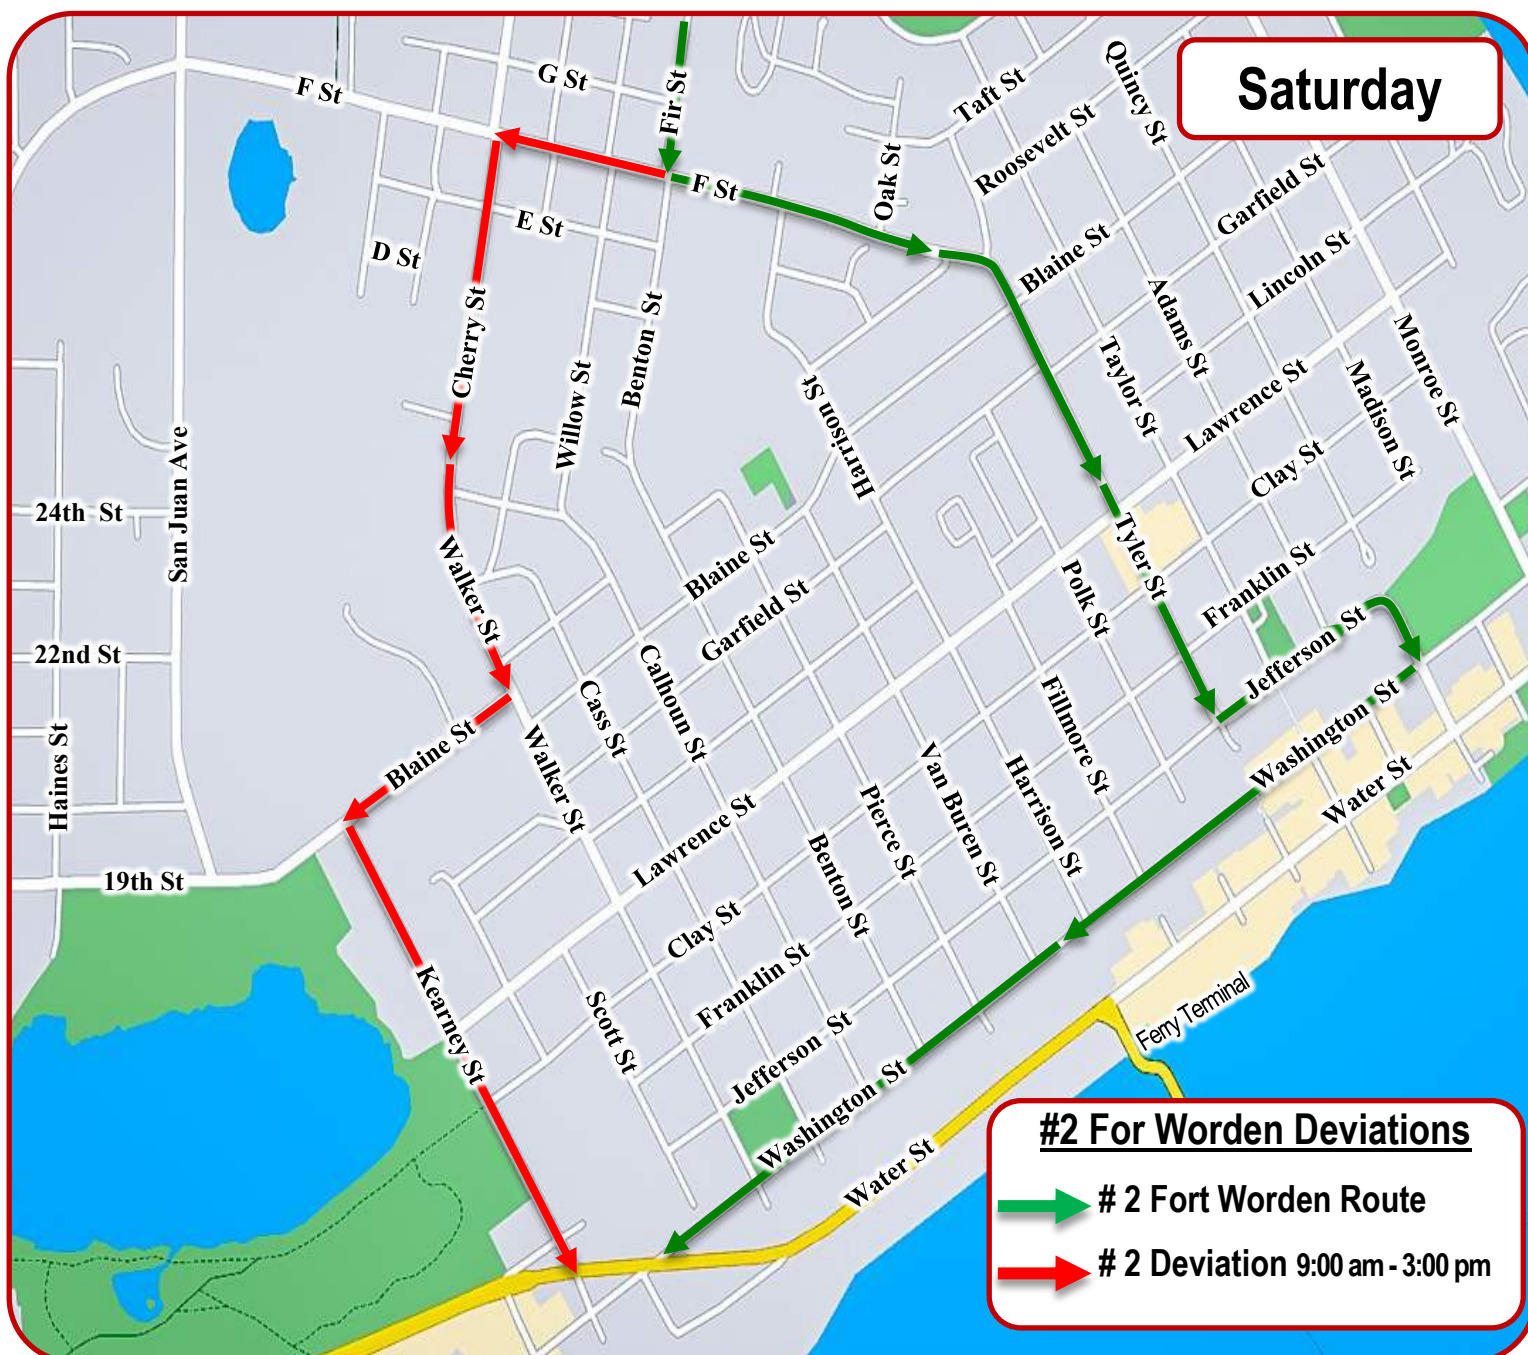 Saturday
F St
G St
Fir St
F St
Oak St
Taft St
Roosevelt St
Quincy St
Garfield St
Lincoln St
Blaine St
E St
D St
Cherry St
Willow St
Benton St
Harrison St
Adams St
Taylor St
Lawrence St
Monroe St
Madison St
Clay St
San Juan Ave
24th St
Walker St
Blaine St
Garfield St
Polk St
Tyler St
Franklin St
Jefferson St
22nd St
Haines St
Blaine St
Walker St
Cass St
Calhoun St
Fillmore St
Washington St
Water St
19th St
Lawrence St
Van Buren St
Harrison St
Pierce St
Benton St
Clay St
Franklin St
Kearney St
Scott St
Jefferson St
Washington St
Water St
Ferry Terminal
#2 For Worden Deviations
# 2 Fort Worden Route
# 2 Deviation 9:00 am - 3:00 pm